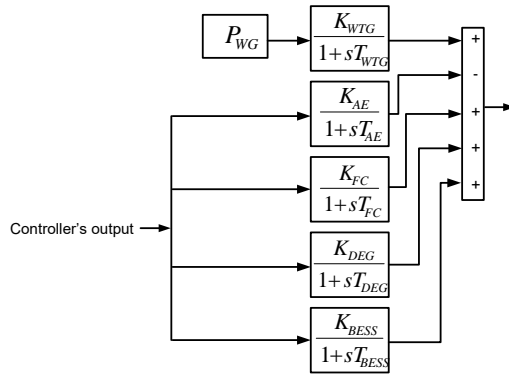 P_WG
K_WTG
1+sT_WTG
+
-
+
+
+
K_AE
1+sT_AE
K_FC
1+sT_FC
Controller's output
K_DEG
1+sT_DEG
K_BESS
1+sT_BESS